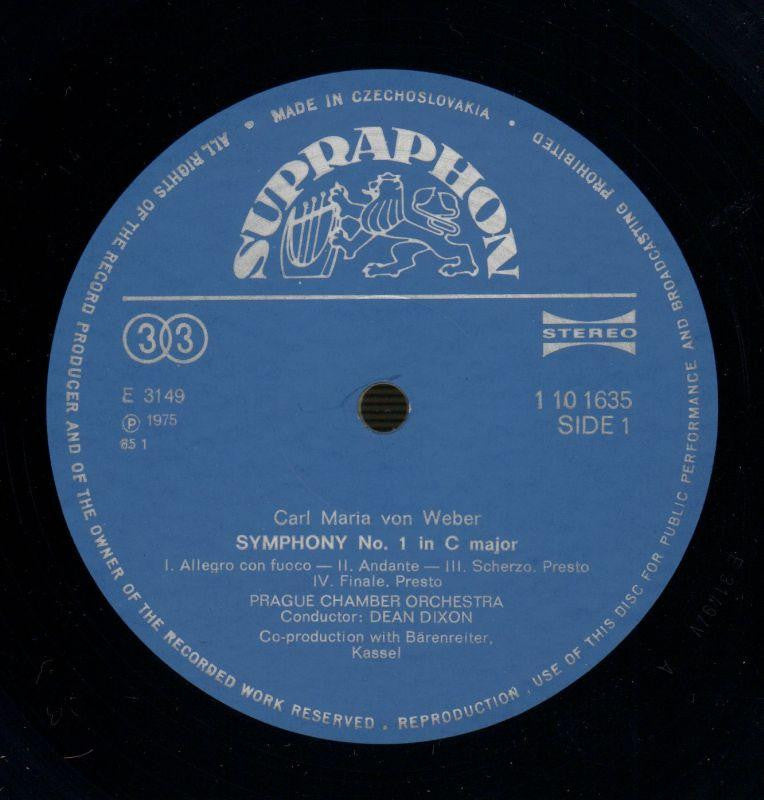 MADE IN CZECHOSLOVAKIA
SUPRAPHON
33
STEREO
E 3149
℗ 1975
85 1
1 10 1635
SIDE 1
Carl Maria von Weber
SYMPHONY No. 1 in C major
I. Allegro con fuoco — II. Andante — III. Scherzo. Presto
IV. Finale. Presto
PRAGUE CHAMBER ORCHESTRA
Conductor: DEAN DIXON
Co-production with Bärenreiter,
Kassel
ALL RIGHTS OF THE RECORD PRODUCER AND OF THE OWNER OF THE RECORDED WORK RESERVED . REPRODUCTION, USE OF THIS DISC FOR PUBLIC PERFORMANCE AND BROADCASTING PROHIBITED